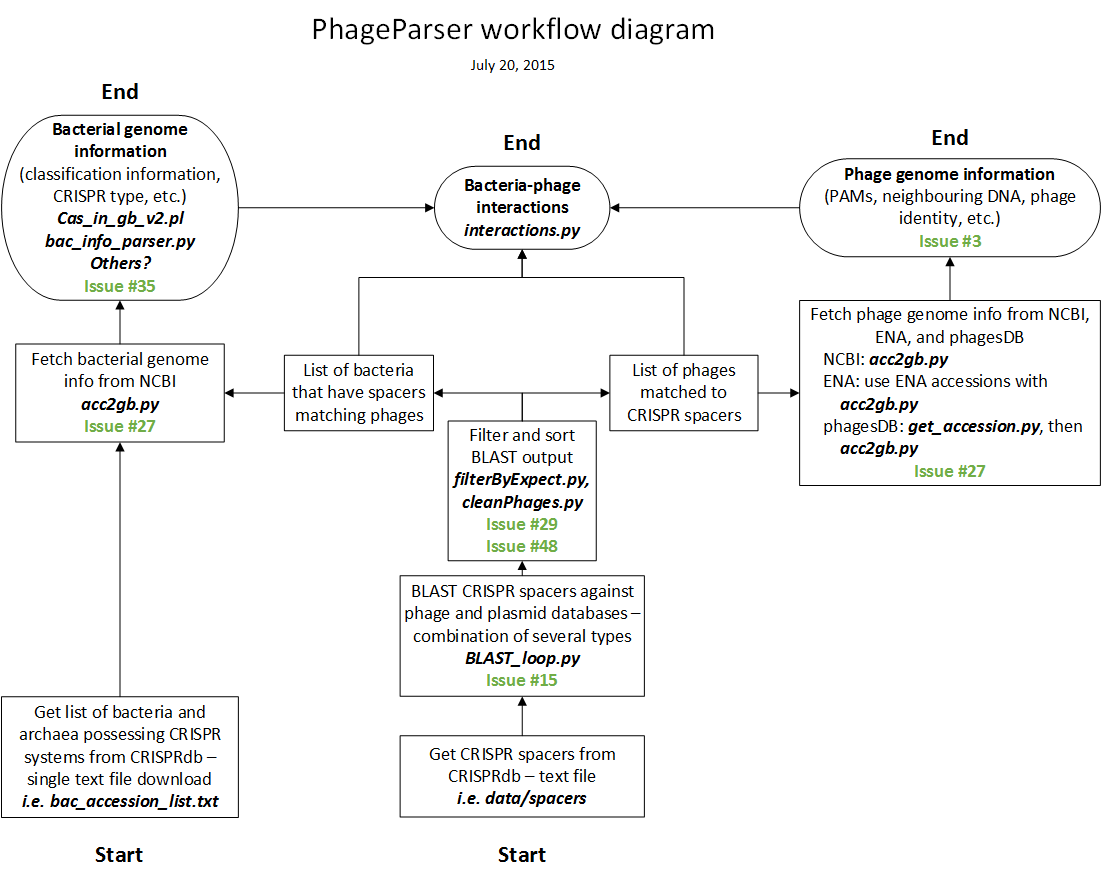 PhageParser workflow diagram
July 20, 2015
End
Bacterial genome
information
(classification information,
CRISPR type, etc.)
Cas_in_gb_v2.pl
bac_info_parser.py
Others?
Issue #35
End
Bacteria-phage
interactions
interactions.py
End
Phage genome information
(PAMs, neighbouring DNA, phage
identity, etc.)
Issue #3
Fetch bacterial genome
info from NCBI
acc2gb.py
Issue #27
List of bacteria
that have spacers
matching phages
List of phages
matched to
CRISPR spacers
Fetch phage genome info from NCBI,
ENA, and phagesDB
NCBI: acc2gb.py
ENA: use ENA accessions with
acc2gb.py
phagesDB: get_accession.py, then
acc2gb.py
Issue #27
Filter and sort
BLAST output
filterByExpect.py,
cleanPhages.py
Issue #29
Issue #48
BLAST CRISPR spacers against
phage and plasmid databases –
combination of several types
BLAST_loop.py
Issue #15
Get list of bacteria and
archaea possessing CRISPR
systems from CRISPRdb –
single text file download
i.e. bac_accession_list.txt
Get CRISPR spacers from
CRISPRdb – text file
i.e. data/spacers
Start
Start